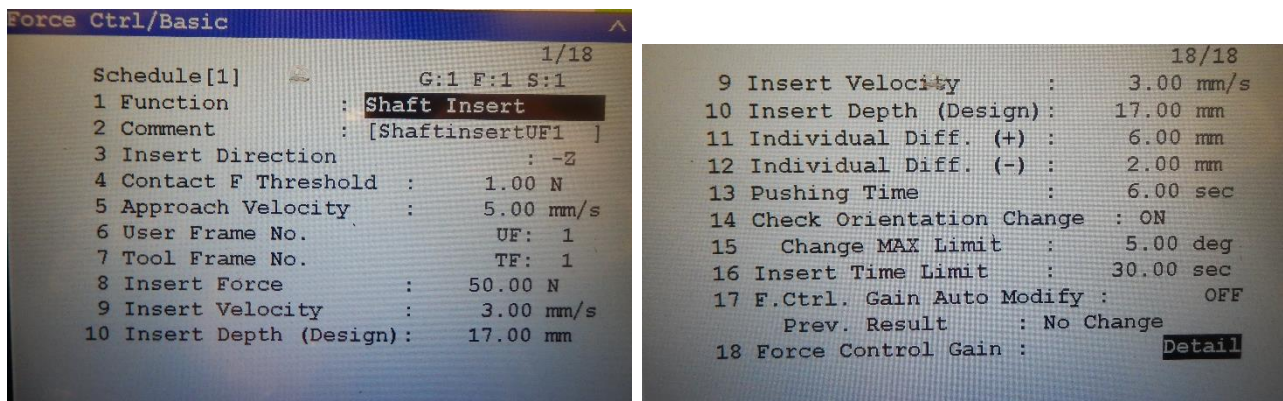 Force Ctrl/Basic
1/18
Schedule[1] G:1 F:1 S:1
1 Function : Shaft Insert
2 Comment : [ShaftinsertUF1 ]
3 Insert Direction : -Z
4 Contact F Threshold : 1.00 N
5 Approach Velocity : 5.00 mm/s
6 User Frame No. UF: 1
7 Tool Frame No. TF: 1
8 Insert Force : 50.00 N
9 Insert Velocity : 3.00 mm/s
10 Insert Depth (Design): 17.00 mm
18/18
9 Insert Velocity : 3.00 mm/s
10 Insert Depth (Design): 17.00 mm
11 Individual Diff. (+) : 6.00 mm
12 Individual Diff. (-) : 2.00 mm
13 Pushing Time : 6.00 sec
14 Check Orientation Change : ON
15 Change MAX Limit : 5.00 deg
16 Insert Time Limit : 30.00 sec
17 F.Ctrl. Gain Auto Modify : OFF
Prev. Result : No Change
18 Force Control Gain : Detail